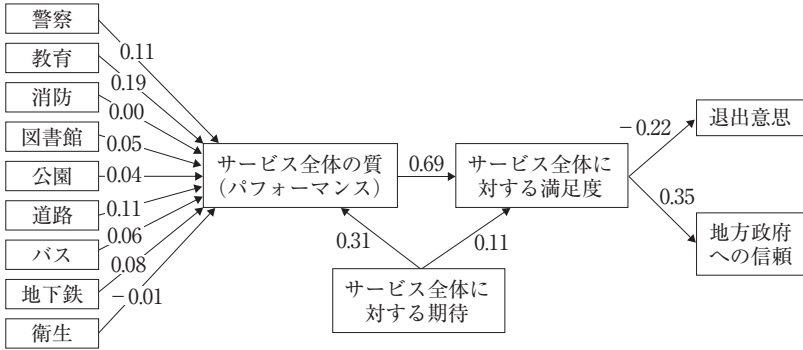 警察
0.11
教育
0.19
消防
0.00
図書館
0.05
公園
0.04
道路
0.11
バス
0.06
地下鉄
0.08
衛生
−0.01
サービス全体の質
（パフォーマンス）
0.69
サービス全体に
対する満足度
0.31
0.11
サービス全体に
対する期待
−0.22
退出意思
0.35
地方政府
への信頼